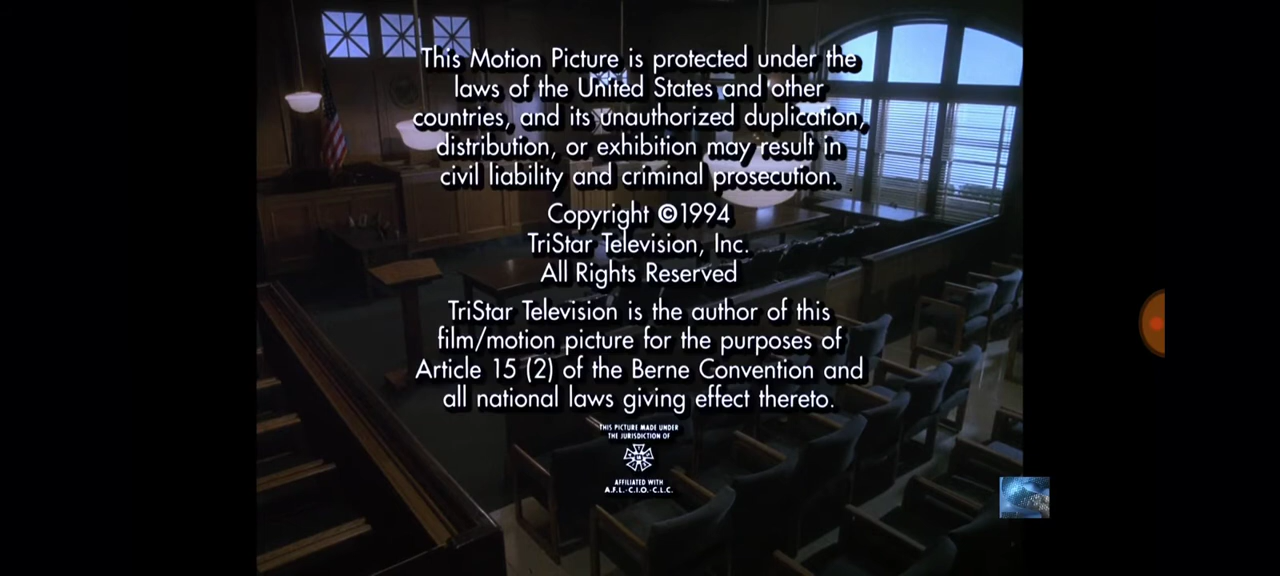 This Motion Picture is protected under the
laws of the United States and other
countries, and its unauthorized duplication,
distribution, or exhibition may result in
civil liability and criminal prosecution.
Copyright ©1994
TriStar Television, Inc.
All Rights Reserved
TriStar Television is the author of this
film/motion picture for the purposes of
Article 15 (2) of the Berne Convention and
all national laws giving effect thereto.
THIS PICTURE MADE UNDER
THE JURISDICTION OF
AFFILIATED WITH
A.F.L.-C.I.O.-C.L.C.